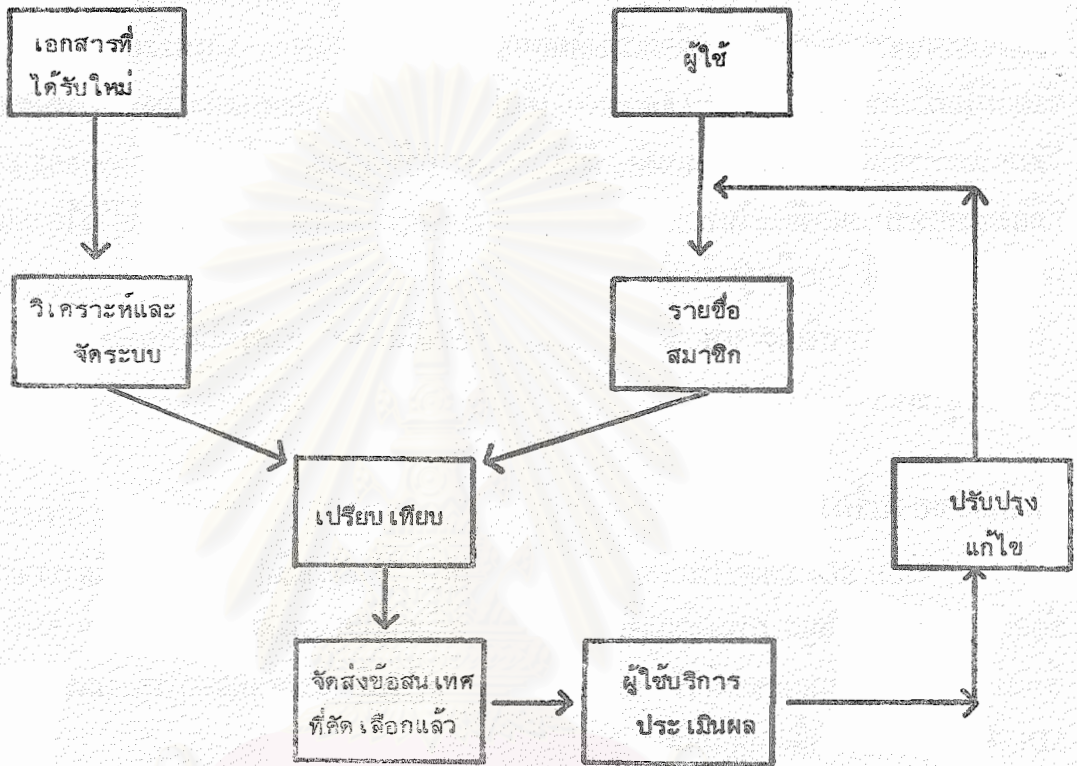 เอกสารที่
ได้รับใหม่
ผู้ใช้
วิเคราะห์และ
จัดระบบ
รายชื่อ
สมาชิก
เปรียบเทียบ
ปรับปรุง
แก้ไข
จัดส่งข้อสนเทศ
ที่คัดเลือกแล้ว
ผู้ใช้บริการ
ประเมินผล